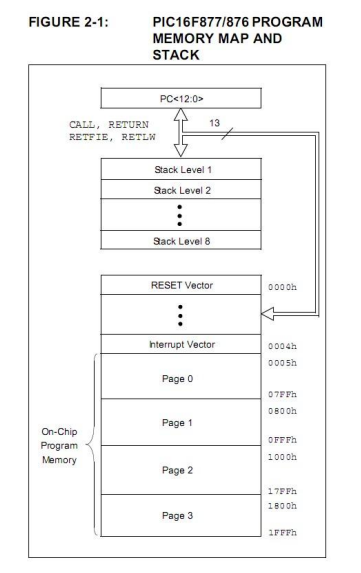 FIGURE 2-1: PIC16F877/876 PROGRAM
MEMORY MAP AND
STACK
PC<12:0>
CALL, RETURN
RETFIE, RETLW
13
Stack Level 1
Stack Level 2
Stack Level 8
RESET Vector
0000h
Interrupt Vector
0004h
0005h
Page 0
07FFh
0800h
Page 1
0FFFh
1000h
Page 2
17FFh
1800h
Page 3
1FFFh
On-Chip
Program
Memory